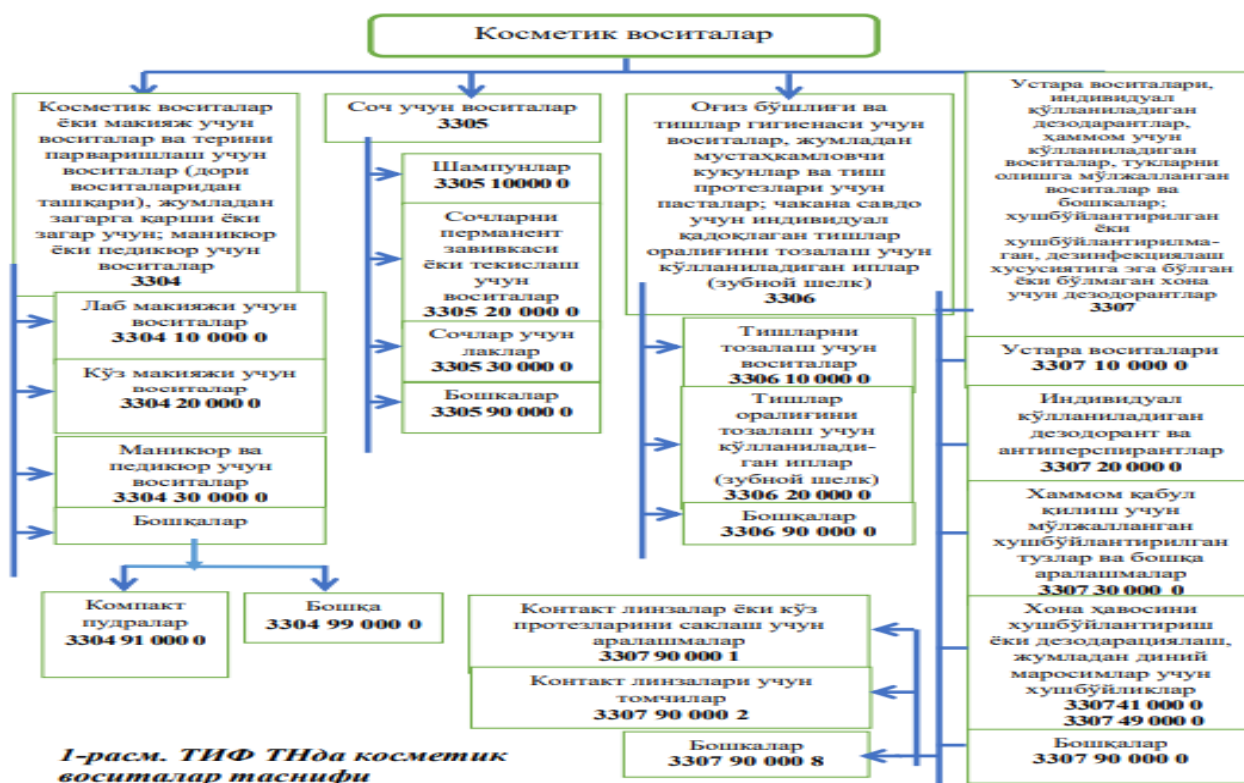 Косметик воситалар
Косметик воситалар
ёки макияж учун
воситалар ва терини
парваришлаш учун
воситалар (дори
воситаларидан
ташқари), жумладан
загарга қарши ёки
загар учун; маникюр
ёки педикюр учун
воситалар
3304
Лаб макияжи учун
воситалар
3304 10 000 0
Кўз макияжи учун
воситалар
3304 20 000 0
Маникюр ва
педикюр учун
воситалар
3304 30 000 0
Бошқалар
Компакт
пудралар
3304 91 000 0
Бошқа
3304 99 000 0
Соч учун воситалар
3305
Шампунлар
3305 10000 0
Сочларни
перманент
завивкаси
ёки текислаш
учун
воситалар
3305 20 000 0
Сочлар учун
лаклар
3305 30 000 0
Бошкалар
3305 90 000 0
Оғиз бўшлиғи ва
тишлар гигиенаси учун
воситалар, жумладан
мустаҳкамловчи
кукунлар ва тиш
протезлари учун
пасталар; чакана савдо
учун индивидуал
қадоқлаган тишлар
оралиғини тозалаш учун
қўлланиладиган иплар
(зубной шелк)
3306
Тишларни
тозалаш учун
воситалар
3306 10 000 0
Тишлар
оралиғини
тозалаш учун
қўлланилади-
ган иплар
(зубной шелк)
3306 20 000 0
Бошқалар
3306 90 000 0
Устара воситалари,
индивидуал
қўлланиладиган
дезодарантлар,
ҳаммом учун
қўлланиладиган
воситалар, тукларни
олишга мўлжалланган
воситалар ва
бошкалар;
хушбўйлантирилган
ёки
хушбўйлантирилма-
ган, дезинфекциялаш
хусусиятига эга бўлган
ёки бўлмаган хона
учун дезодорантлар
3307
Устара воситалари
3307 10 000 0
Индивидуал
қўлланиладиган
дезодорант ва
антиперспирантлар
3307 20 000 0
Хаммом қабул
қилиш учун
мўлжалланган
хушбўйлантирилган
тузлар ва бошқа
аралашмалар
3307 30 000 0
Хона ҳавосини
хушбўйлантириш
ёки дезодарациялаш,
жумладан диний
маросимлар учун
хушбўйликлар
3307 41 000 0
3307 49 000 0
Бошқалар
3307 90 000 0
Контакт линзалар ёки кўз
протезларини саклаш учун
аралашмалар
3307 90 000 1
Контакт линзалари учун
томчилар
3307 90 000 2
Бошкалар
3307 90 000 8
1-расм. ТИФ ТНда косметик
воситалар таснифи